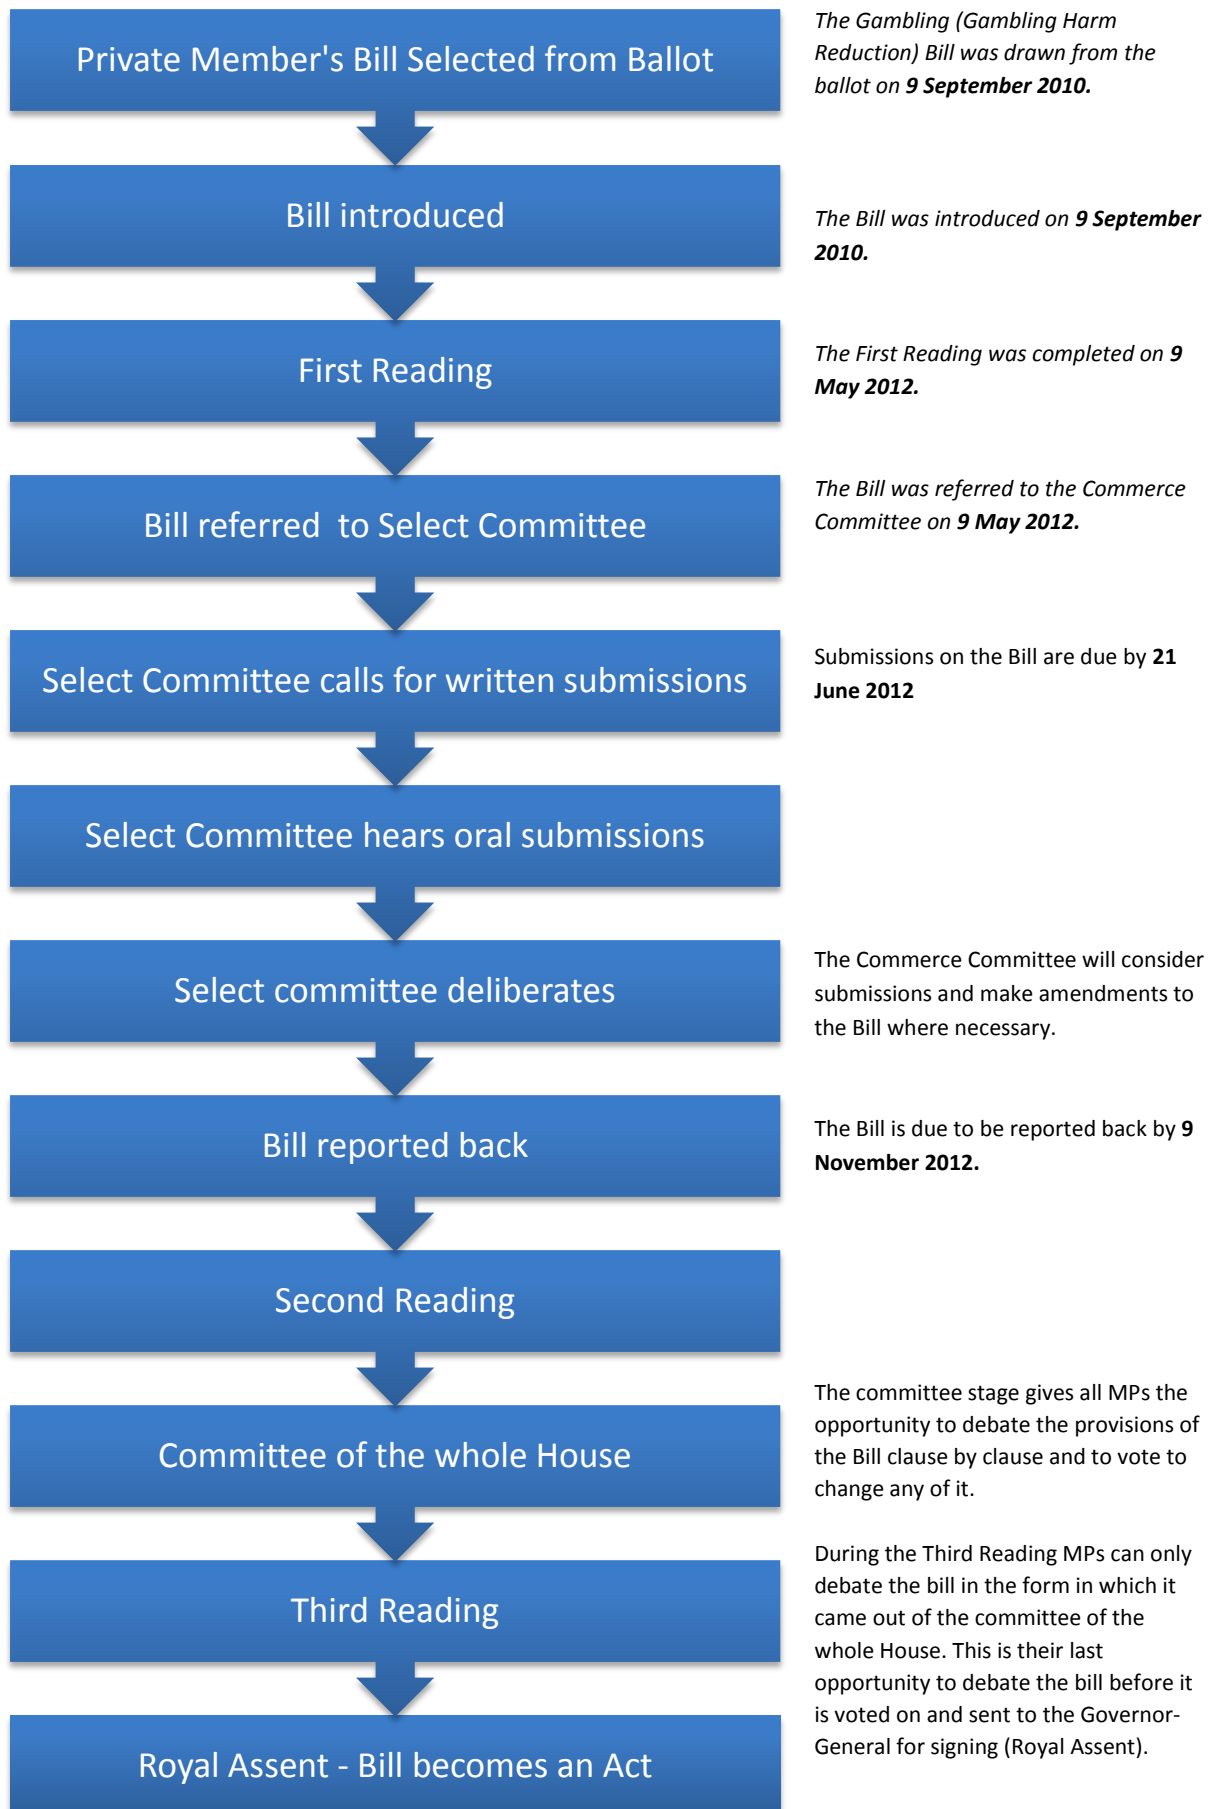 Private Member's Bill Selected from Ballot
The Gambling (Gambling Harm
Reduction) Bill was drawn from the
ballot on 9 September 2010.
Bill introduced
The Bill was introduced on 9 September
2010.
First Reading
The First Reading was completed on 9
May 2012.
Bill referred  to Select Committee
The Bill was referred to the Commerce
Committee on 9 May 2012.
Select Committee calls for written submissions
Submissions on the Bill are due by 21
June 2012
Select Committee hears oral submissions
Select committee deliberates
The Commerce Committee will consider
submissions and make amendments to
the Bill where necessary.
Bill reported back
The Bill is due to be reported back by 9
November 2012.
Second Reading
Committee of the whole House
The committee stage gives all MPs the
opportunity to debate the provisions of
the Bill clause by clause and to vote to
change any of it.
Third Reading
During the Third Reading MPs can only
debate the bill in the form in which it
came out of the committee of the
whole House. This is their last
opportunity to debate the bill before it
is voted on and sent to the Governor-
General for signing (Royal Assent).
Royal Assent - Bill becomes an Act